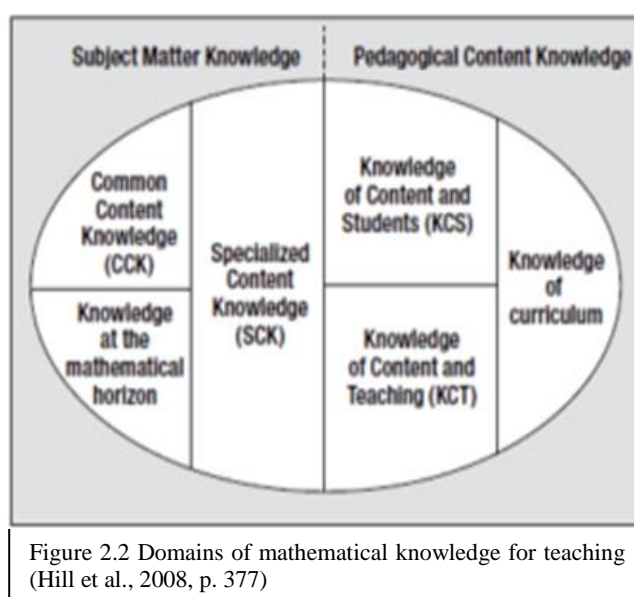 Subject Matter Knowledge
Pedagogical Content Knowledge
Common
Content
Knowledge
(CCK)
Knowledge
at the
mathematical
horizon
Specialized
Content
Knowledge
(SCK)
Knowledge
of Content and
Students (KCS)
Knowledge
of Content and
Teaching (KCT)
Knowledge
of
curriculum
Figure 2.2 Domains of mathematical knowledge for teaching
(Hill et al., 2008, p. 377)